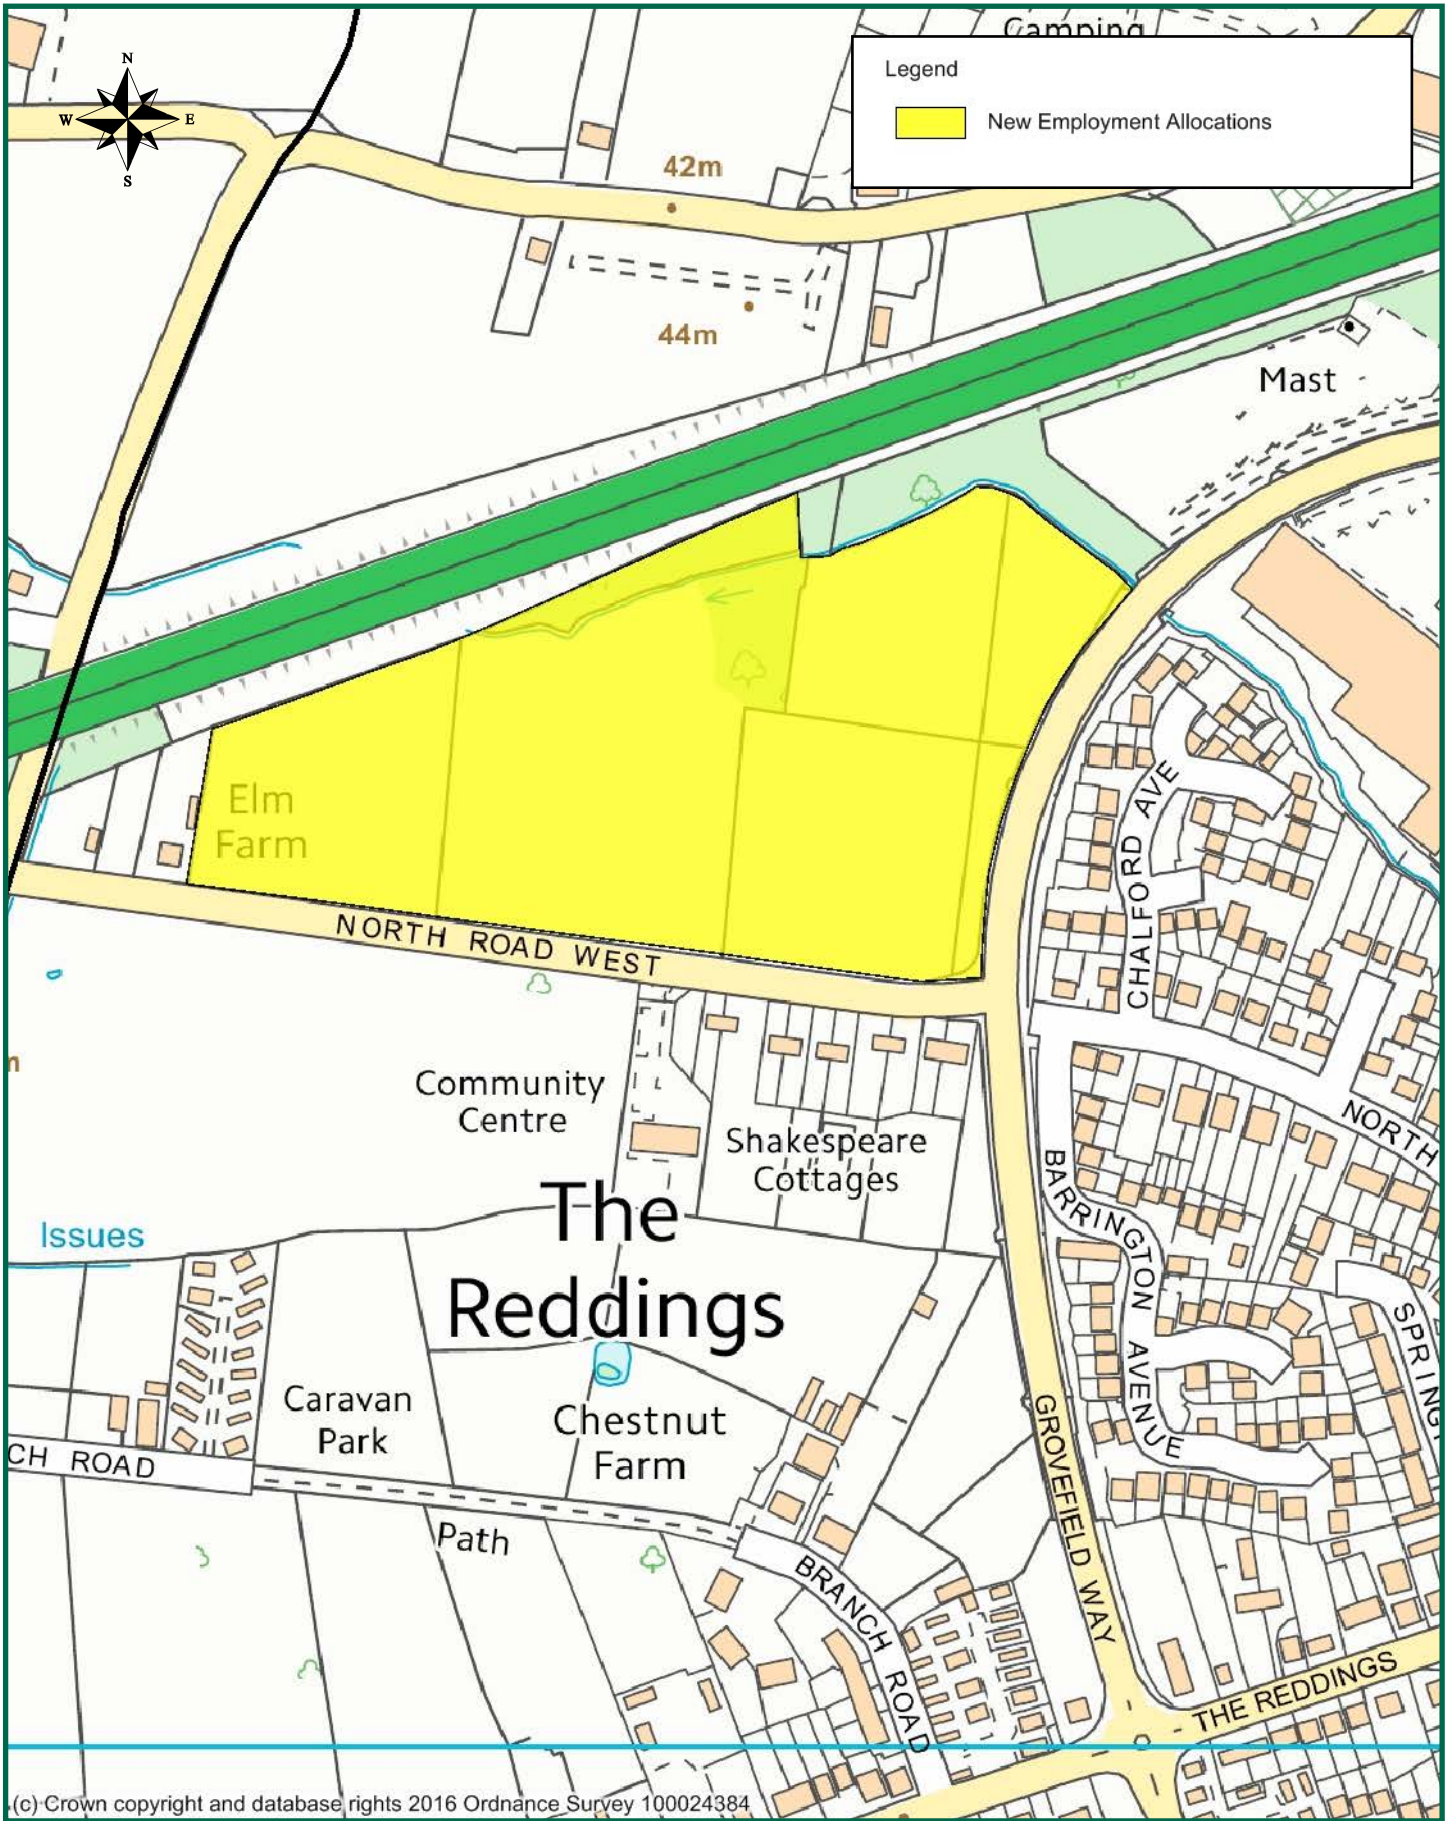 Camping
Legend
New Employment Allocations
N
W
E
S
42m
44m
Mast
Elm
Farm
NORTH ROAD WEST
CHALFORD AVE
Community
Centre
Shakespeare
Cottages
NORTH
BARRINGTON AVENUE
The
Reddings
Issues
SPRING
Caravan
Park
Chestnut
Farm
CH ROAD
Path
GROVEFIELD WAY
BRANCH ROAD
THE REDDINGS
(c) Crown copyright and database rights 2016 Ordnance Survey 100024384